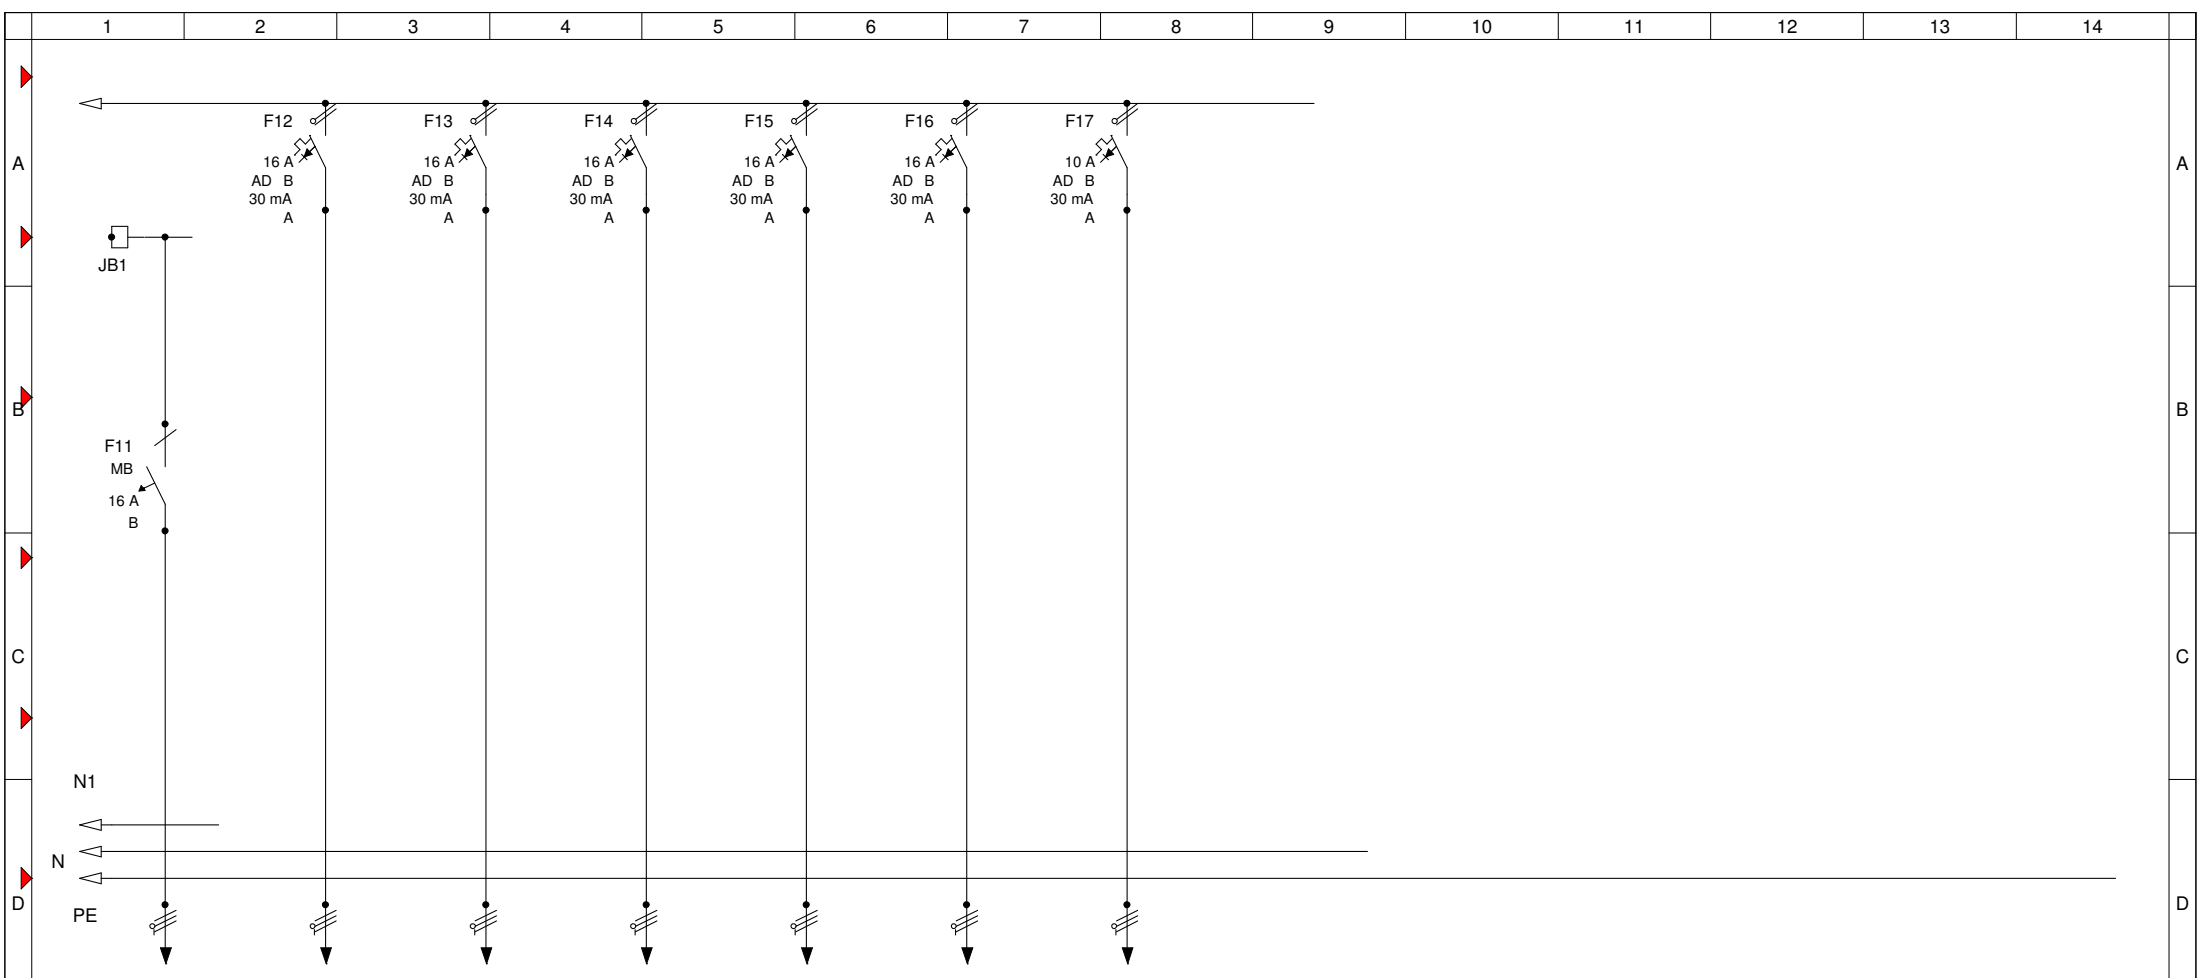 1 2 3 4 5 6 7 8 9 10 11 12 13 14
F12 F13 F14 F15 F16 F17
A 16 A 16 A 16 A 16 A 16 A 10 A A
AD B AD B AD B AD B AD B AD B
30 mA 30 mA 30 mA 30 mA 30 mA 30 mA
A A A A A A
JB1
B B
F11
MB
16 A
B
C C
N1
N
D D
PE